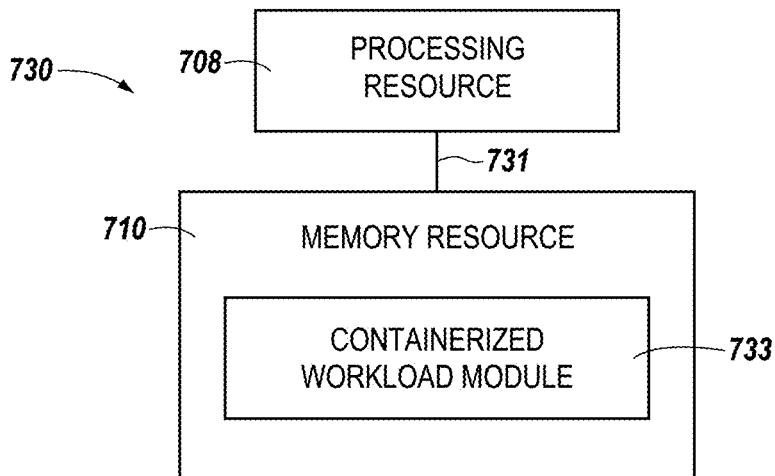 730
708
PROCESSING
RESOURCE
731
710
MEMORY RESOURCE
CONTAINERIZED
WORKLOAD MODULE
733